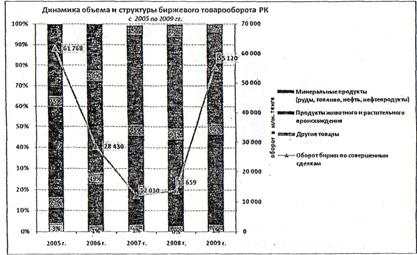 Динамика объема и структуры биржевого товарооборота РК
с 2005 по 2009 гг.
100%
90%
80%
70%
60%
50%
40%
30%
20%
10%
0%
61 768
28 430
659
55 120
3%
1%
0%
1%
2005 г.
2006 г.
2007 г.
2008 г.
2009 г.
70 000
60 000
50 000
40 000
30 000
20 000
10 000
оборот в млн. тенге
Минеральные продукты
(руды, топливо, нефть, нефтепродукты)
Продукты животного и растительного
происхождения
Другие товары
Оборот биржи по совершенным
сделкам